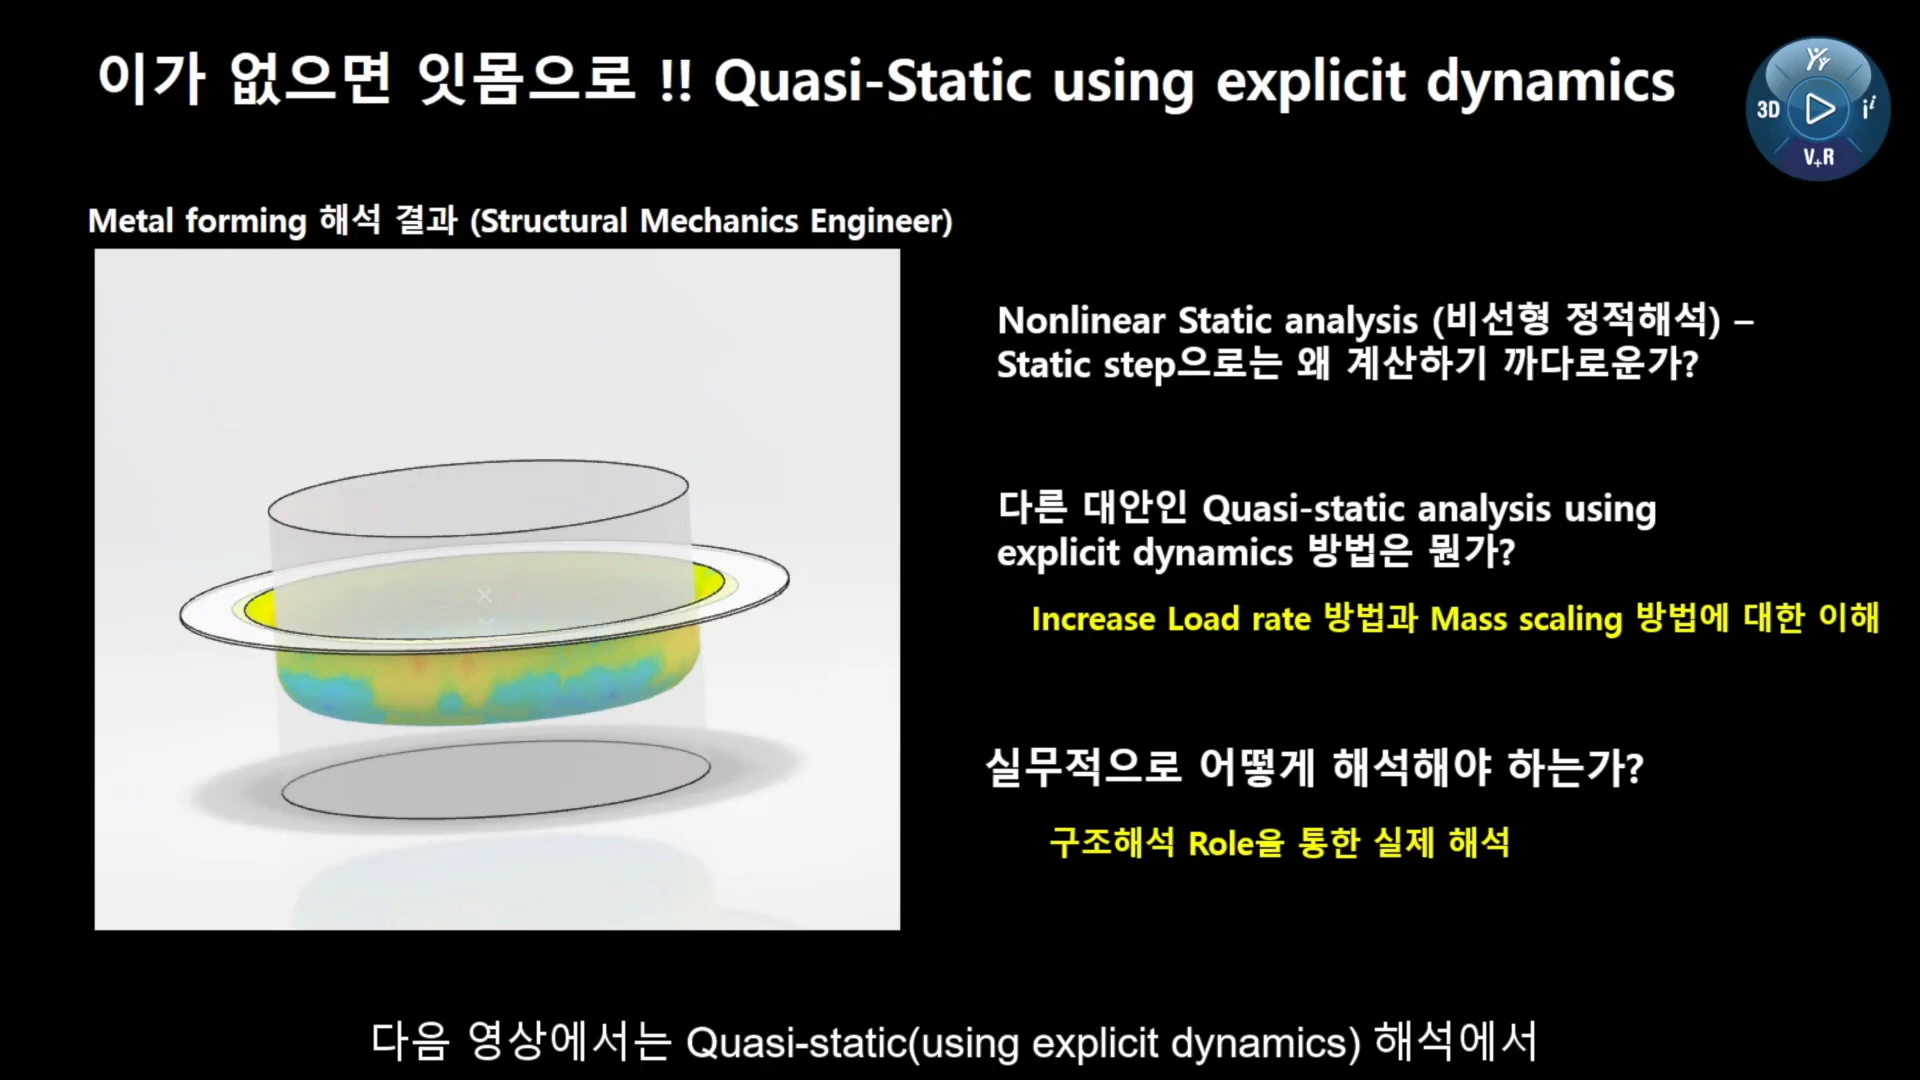 이가 없으면 잇몸으로 !! Quasi-Static using explicit dynamics
3D
V+R
Metal forming 해석 결과 (Structural Mechanics Engineer)
Nonlinear Static analysis (비선형 정적해석) –
Static step으로는 왜 계산하기 까다로운가?
다른 대안인 Quasi-static analysis using
explicit dynamics 방법은 뭔가?
Increase Load rate 방법과 Mass scaling 방법에 대한 이해
실무적으로 어떻게 해석해야 하는가?
구조해석 Role을 통한 실제 해석
다음 영상에서는 Quasi-static(using explicit dynamics) 해석에서